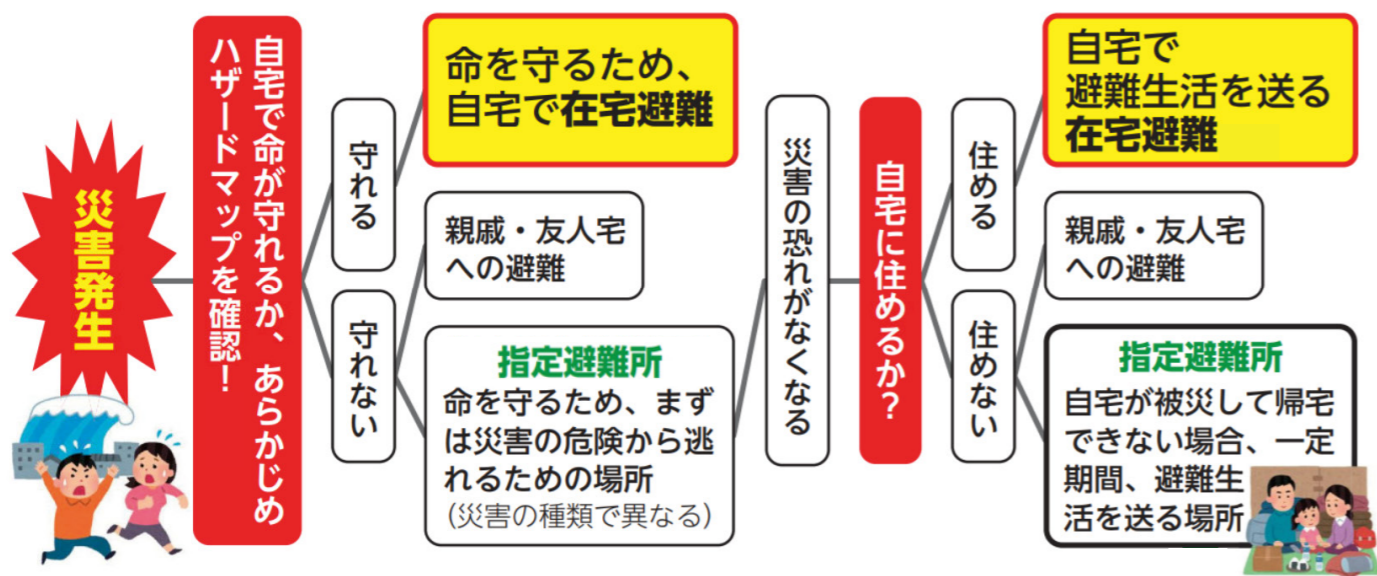 災害発生
自宅で命が守れるか、あらかじめ
ハザードマップを確認！
守れる
命を守るため、
自宅で在宅避難
守れない
親戚・友人宅
への避難
指定避難所
命を守るため、まず
は災害の危険から逃
れるための場所
（災害の種類で異なる）
災害の恐れがなくなる
自宅に住めるか？
住める
自宅で
避難生活を送る
在宅避難
住めない
親戚・友人宅
への避難
指定避難所
自宅が被災して帰宅
できない場合、一定
期間、避難生
活を送る場所